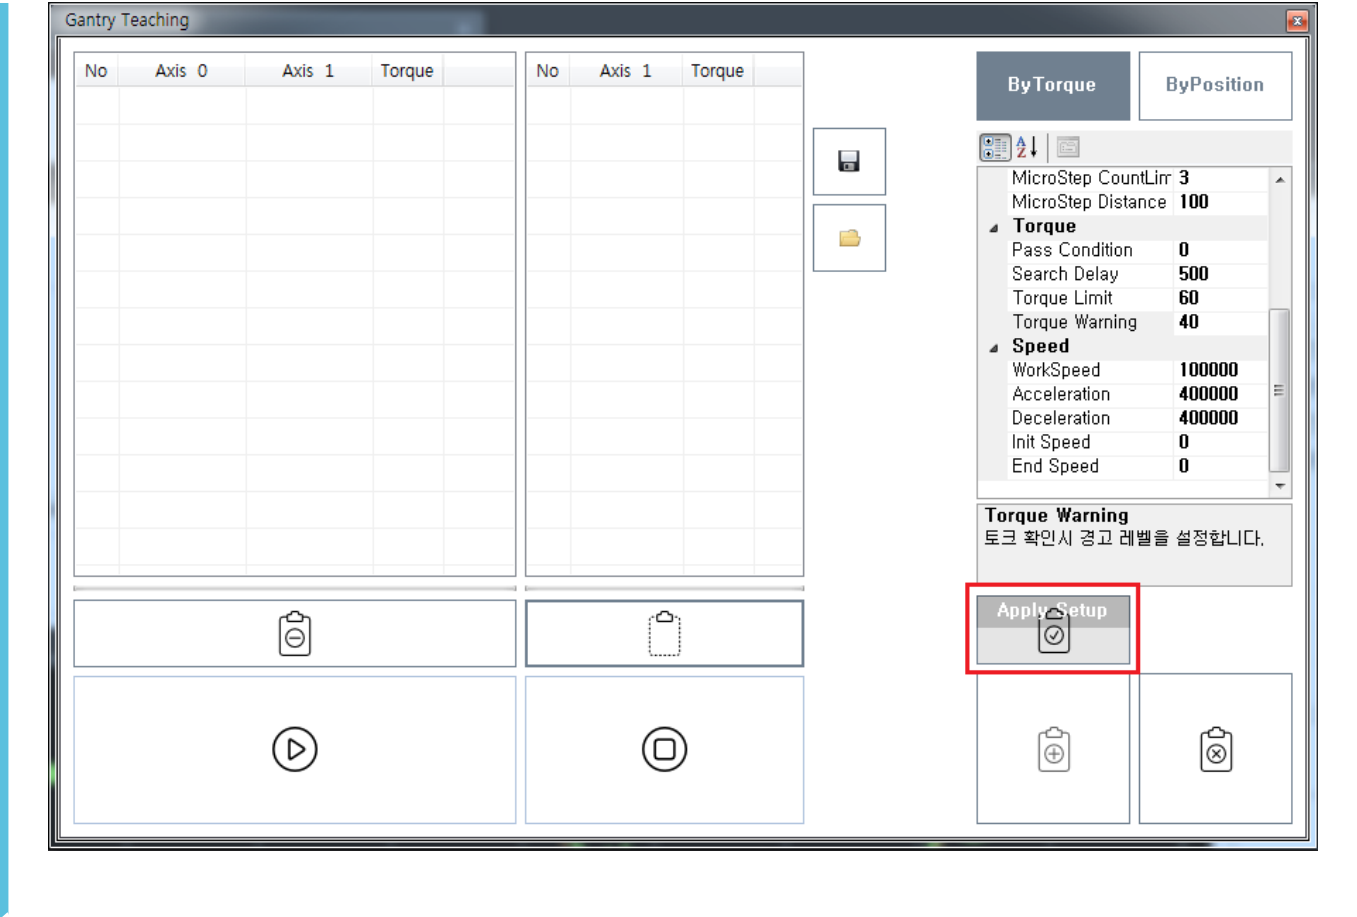 Gantry Teaching
No Axis 0 Axis 1 Torque
No Axis 1 Torque
ByTorque ByPosition
MicroStep CountLim 3
MicroStep Distance 100
Torque
Pass Condition 0
Search Delay 500
Torque Limit 60
Torque Warning 40
Speed
WorkSpeed 100000
Acceleration 400000
Deceleration 400000
Init Speed 0
End Speed 0
Torque Warning
토크 확인시 경고 레벨을 설정합니다.
Apply Setup